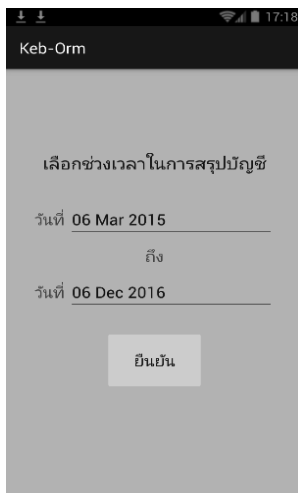 17:18
Keb-Orm
เลือกช่วงเวลาในการสรุปบัญชี
วันที่ 06 Mar 2015
ถึง
วันที่ 06 Dec 2016
ยืนยัน